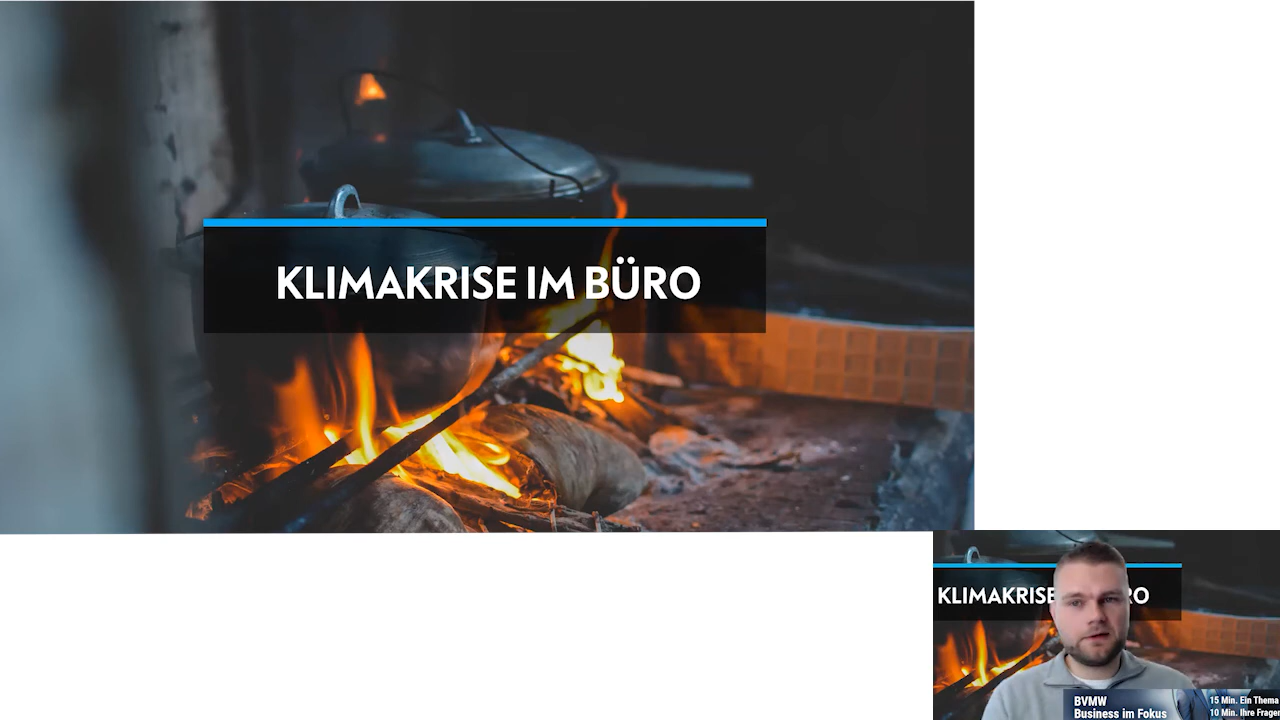 KLIMAKRISE IM BÜRO
KLIMAKRISE RO
BVMW
Business im Fokus
15 Min. Ein Thema
10 Min. Ihre Fragen